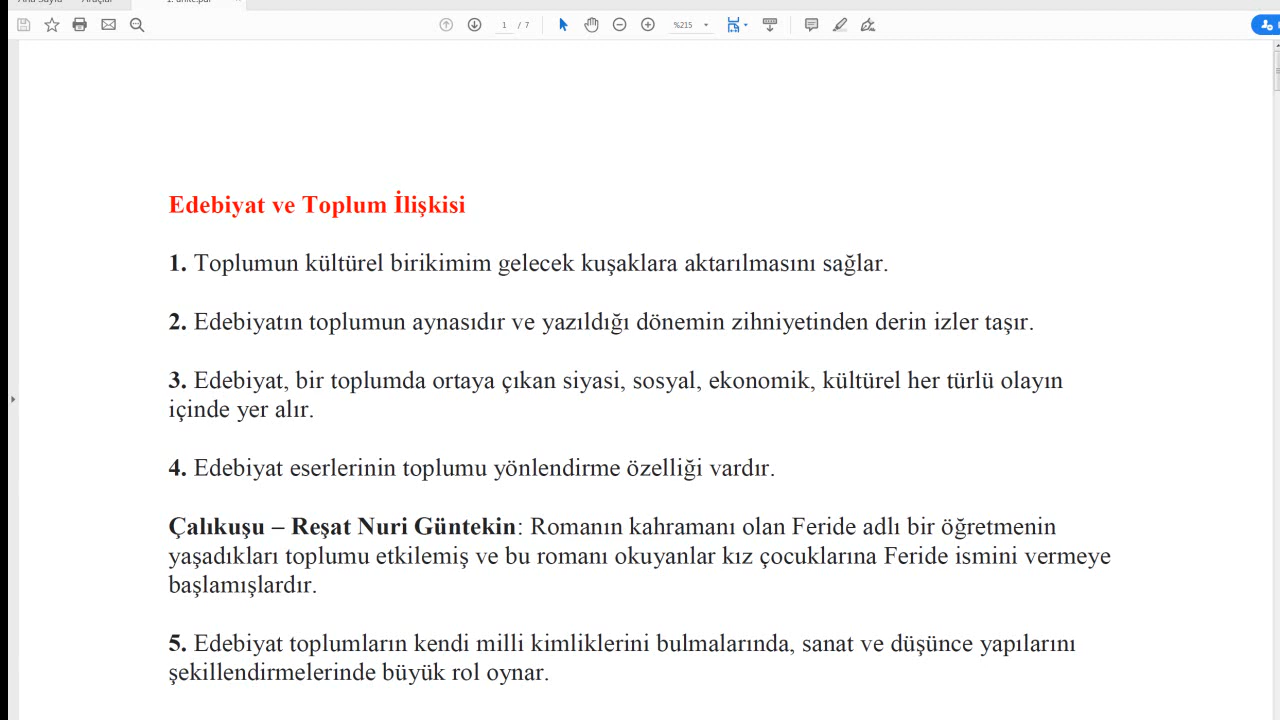 1 / 7
%215
Edebiyat ve Toplum İlişkisi
1. Toplumun kültürel birikimim gelecek kuşaklara aktarılmasını sağlar.
2. Edebiyatın toplumun aynasıdır ve yazıldığı dönemin zihniyetinden derin izler taşır.
3. Edebiyat, bir toplumda ortaya çıkan siyasi, sosyal, ekonomik, kültürel her türlü olayın
içinde yer alır.
4. Edebiyat eserlerinin toplumu yönlendirme özelliği vardır.
Çalıkuşu – Reşat Nuri Güntekin: Romanın kahramanı olan Feride adlı bir öğretmenin
yaşadıkları toplumu etkilemiş ve bu romanı okuyanlar kız çocuklarına Feride ismini vermeye
başlamışlardır.
5. Edebiyat toplumların kendi milli kimliklerini bulmalarında, sanat ve düşünce yapılarını
şekillendirmelerinde büyük rol oynar.